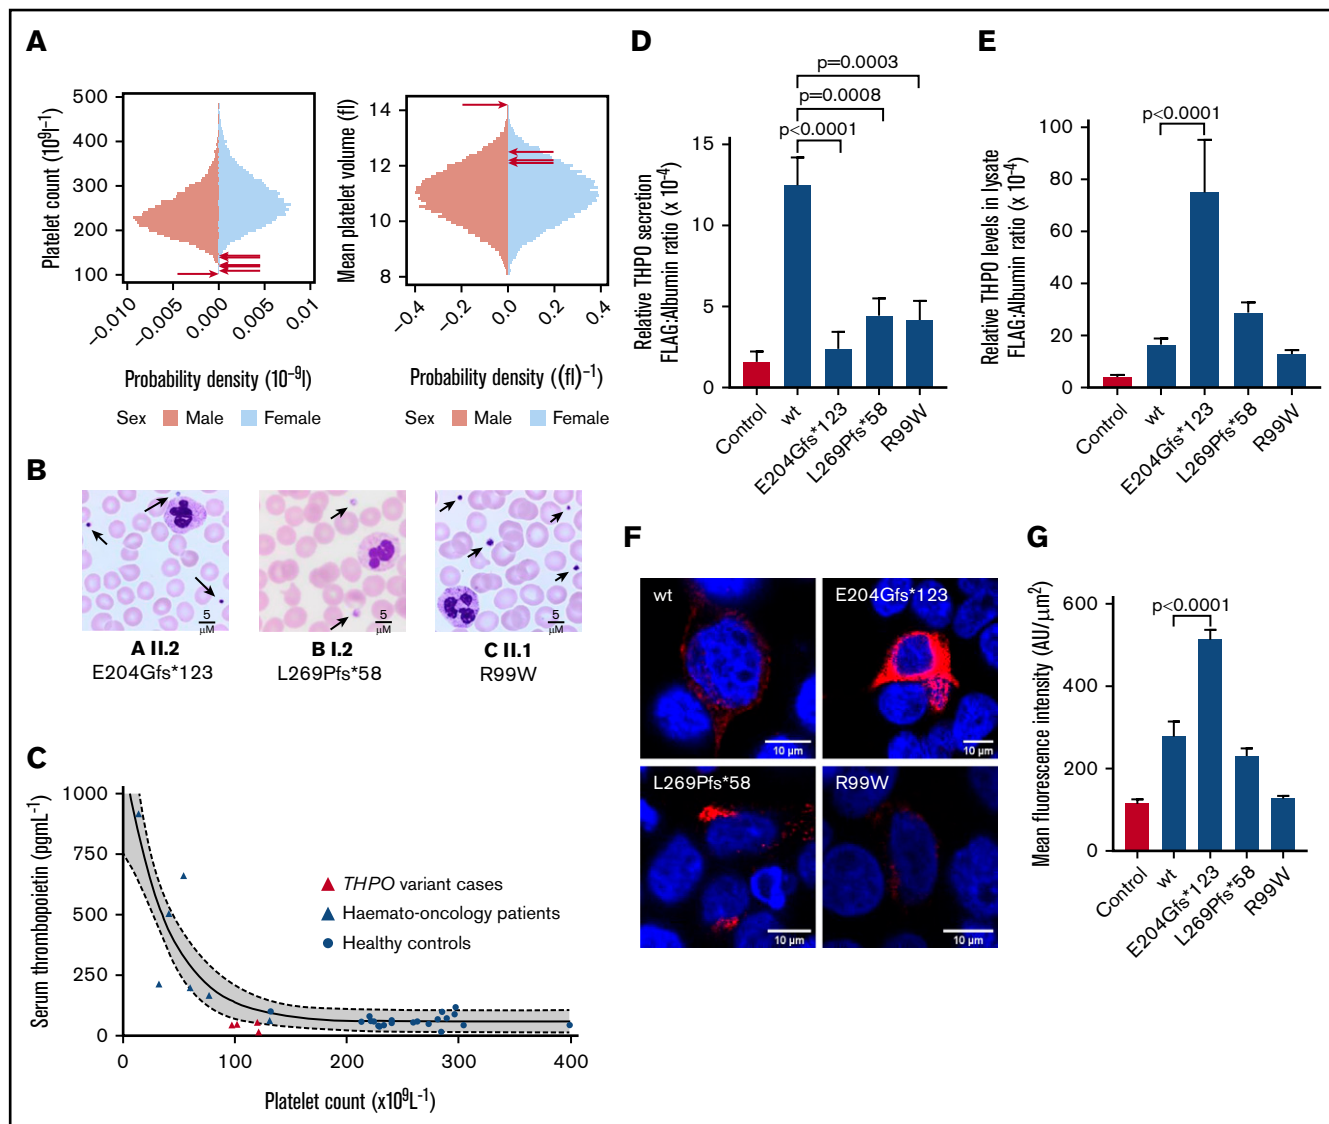 A
Platelet count (10⁹l⁻¹)
500
400
300
200
100
−0.010
−0.005
0.000
0.005
0.01
Probability density (10⁻⁹l)
Sex Male Female
Mean platelet volume (fl)
14
12
10
8
−0.4
−0.2
0.0
0.2
0.4
Probability density ((fl)⁻¹)
Sex Male Female
B
5
μM
A II.2
E204Gfs*123
5
μM
B I.2
L269Pfs*58
5
μM
C II.1
R99W
C
Serum thrombopoietin (pgmL⁻¹)
1000
750
500
250
0
0
100
200
300
400
THPO variant cases
Haemato-oncology patients
Healthy controls
Platelet count (x10⁹L⁻¹)
D
Relative THPO secretion
FLAG:Albumin ratio (x 10⁻⁴)
p=0.0003
p=0.0008
p<0.0001
15
10
5
0
Control
wt
E204Gfs*123
L269Pfs*58
R99W
E
Relative THPO levels in lysate
FLAG:Albumin ratio (x 10⁻⁴)
p<0.0001
100
80
60
40
20
0
Control
wt
E204Gfs*123
L269Pfs*58
R99W
F
wt
10 μm
E204Gfs*123
10 μm
L269Pfs*58
10 μm
R99W
10 μm
G
Mean fluorescence intensity (AU/μm²)
p<0.0001
600
400
200
0
Control
wt
E204Gfs*123
L269Pfs*58
R99W